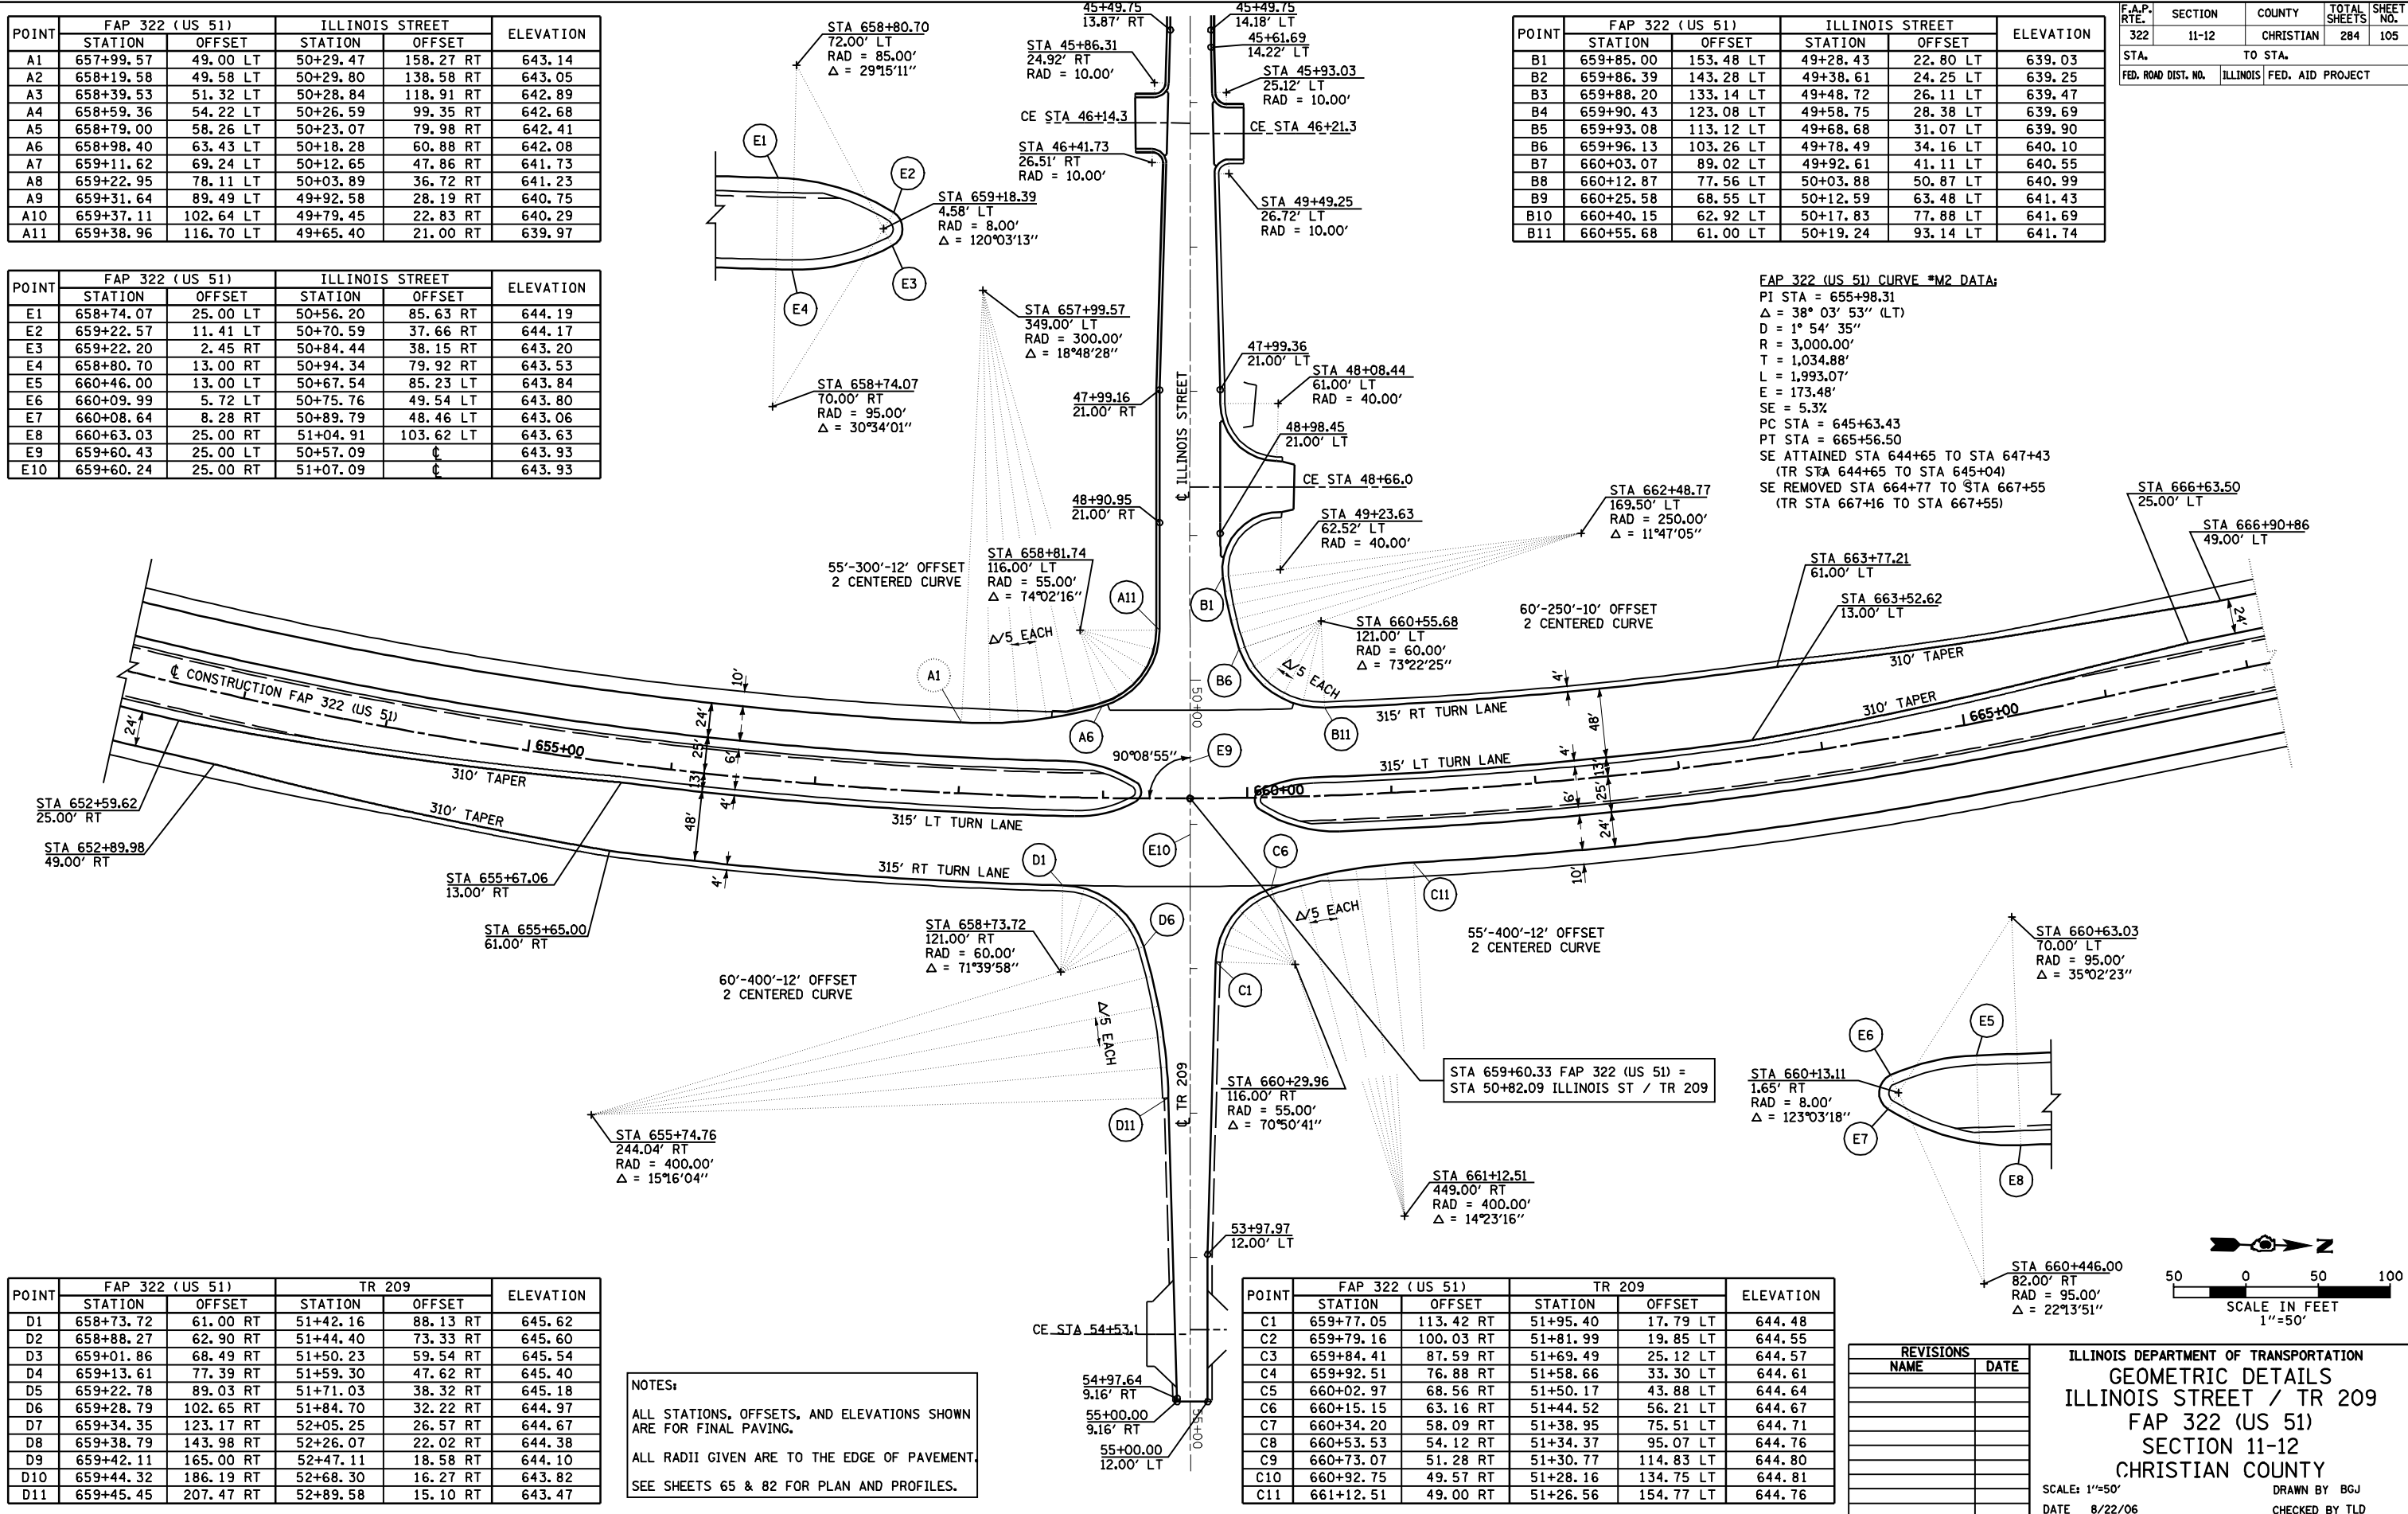 POINT | FAP 322 (US 51) | ILLINOIS STREET | ELEVATION
STATION | OFFSET | STATION | OFFSET
A1 | 657+99.57 | 49.00 LT | 50+29.47 | 158.27 RT | 643.14
A2 | 658+19.58 | 49.58 LT | 50+29.80 | 138.58 RT | 643.05
A3 | 658+39.53 | 51.32 LT | 50+28.84 | 118.91 RT | 642.89
A4 | 658+59.36 | 54.22 LT | 50+26.59 | 99.35 RT | 642.68
A5 | 658+79.00 | 58.26 LT | 50+23.07 | 79.98 RT | 642.41
A6 | 658+98.40 | 63.43 LT | 50+18.28 | 60.88 RT | 642.08
A7 | 659+11.62 | 69.24 LT | 50+12.65 | 47.86 RT | 641.73
A8 | 659+22.95 | 78.11 LT | 50+03.89 | 36.72 RT | 641.23
A9 | 659+31.64 | 89.49 LT | 49+92.58 | 28.19 RT | 640.75
A10 | 659+37.11 | 102.64 LT | 49+79.45 | 22.83 RT | 640.29
A11 | 659+38.96 | 116.70 LT | 49+65.40 | 21.00 RT | 639.97
POINT | FAP 322 (US 51) | ILLINOIS STREET | ELEVATION
STATION | OFFSET | STATION | OFFSET
E1 | 658+74.07 | 25.00 LT | 50+56.20 | 85.63 RT | 644.19
E2 | 659+22.57 | 11.41 LT | 50+70.59 | 37.66 RT | 644.17
E3 | 659+22.20 | 2.45 RT | 50+84.44 | 38.15 RT | 643.20
E4 | 658+80.70 | 13.00 RT | 50+94.34 | 79.92 RT | 643.53
E5 | 660+46.00 | 13.00 LT | 50+67.54 | 85.23 LT | 643.84
E6 | 660+09.99 | 5.72 LT | 50+75.76 | 49.54 LT | 643.80
E7 | 660+08.64 | 8.28 RT | 50+89.79 | 48.46 LT | 643.06
E8 | 660+63.03 | 25.00 RT | 51+04.91 | 103.62 LT | 643.63
E9 | 659+60.43 | 25.00 LT | 50+57.09 | ℄ | 643.93
E10 | 659+60.24 | 25.00 RT | 51+07.09 | ℄ | 643.93
STA 658+80.70
72.00' LT
RAD = 85.00'
Δ = 29°15'11"
E1
E2
STA 659+18.39
4.58' LT
RAD = 8.00'
Δ = 120°03'13"
E3
E4
STA 658+74.07
70.00' RT
RAD = 95.00'
Δ = 30°34'01"
STA 657+99.57
349.00' LT
RAD = 300.00'
Δ = 18°48'28"
45+49.75
13.87' RT
45+49.75
14.18' LT
45+61.69
14.22' LT
STA 45+86.31
24.92' RT
RAD = 10.00'
STA 45+93.03
25.12' LT
RAD = 10.00'
CE STA 46+14.3
CE STA 46+21.3
STA 46+41.73
26.51' RT
RAD = 10.00'
STA 49+49.25
26.72' LT
RAD = 10.00'
47+99.16
21.00' RT
47+99.36
21.00' LT
STA 48+08.44
61.00' LT
RAD = 40.00'
48+98.45
21.00' LT
℄ ILLINOIS STREET
CE STA 48+66.0
48+90.95
21.00' RT
STA 49+23.63
62.52' LT
RAD = 40.00'
STA 662+48.77
169.50' LT
RAD = 250.00'
Δ = 11°47'05"
POINT | FAP 322 (US 51) | ILLINOIS STREET | ELEVATION
STATION | OFFSET | STATION | OFFSET
B1 | 659+85.00 | 153.48 LT | 49+28.43 | 22.80 LT | 639.03
B2 | 659+86.39 | 143.28 LT | 49+38.61 | 24.25 LT | 639.25
B3 | 659+88.20 | 133.14 LT | 49+48.72 | 26.11 LT | 639.47
B4 | 659+90.43 | 123.08 LT | 49+58.75 | 28.38 LT | 639.69
B5 | 659+93.08 | 113.12 LT | 49+68.68 | 31.07 LT | 639.90
B6 | 659+96.13 | 103.26 LT | 49+78.49 | 34.16 LT | 640.10
B7 | 660+03.07 | 89.02 LT | 49+92.61 | 41.11 LT | 640.55
B8 | 660+12.87 | 77.56 LT | 50+03.88 | 50.87 LT | 640.99
B9 | 660+25.58 | 68.55 LT | 50+12.59 | 63.48 LT | 641.43
B10 | 660+40.15 | 62.92 LT | 50+17.83 | 77.88 LT | 641.69
B11 | 660+55.68 | 61.00 LT | 50+19.24 | 93.14 LT | 641.74
F.A.P. RTE. | SECTION | COUNTY | TOTAL SHEETS | SHEET NO.
322 | 11-12 | CHRISTIAN | 284 | 105
STA. TO STA.
FED. ROAD DIST. NO. | ILLINOIS | FED. AID PROJECT
FAP 322 (US 51) CURVE #M2 DATA:
PI STA = 655+98.31
Δ = 38° 03' 53" (LT)
D = 1° 54' 35"
R = 3,000.00'
T = 1,034.88'
L = 1,993.07'
E = 173.48'
SE = 5.3%
PC STA = 645+63.43
PT STA = 665+56.50
SE ATTAINED STA 644+65 TO STA 647+43
(TR STA 644+65 TO STA 645+04)
SE REMOVED STA 664+77 TO STA 667+55
(TR STA 667+16 TO STA 667+55)
STA 666+63.50
25.00' LT
STA 666+90+86
49.00' LT
STA 663+77.21
61.00' LT
STA 663+52.62
13.00' LT
55'-300'-12' OFFSET
2 CENTERED CURVE
STA 658+81.74
116.00' LT
RAD = 55.00'
Δ = 74°02'16"
A11
B1
60'-250'-10' OFFSET
2 CENTERED CURVE
STA 660+55.68
121.00' LT
RAD = 60.00'
Δ = 73°22'25"
Δ/5 EACH
Δ/5 EACH
A1
A6
B6
B11
50+00
℄ CONSTRUCTION FAP 322 (US 51)
10'
24'
25'
6'
13'
4'
48'
4'
24'
655+00
310' TAPER
310' TAPER
315' LT TURN LANE
315' RT TURN LANE
90°08'55"
E9
E10
660+00
315' RT TURN LANE
315' LT TURN LANE
310' TAPER
310' TAPER
665+00
24'
4'
48'
4'
13'
25'
6'
24'
10'
STA 652+59.62
25.00' RT
STA 652+89.98
49.00' RT
STA 655+67.06
13.00' RT
STA 655+65.00
61.00' RT
D1
D6
C6
C11
C1
D11
STA 658+73.72
121.00' RT
RAD = 60.00'
Δ = 71°39'58"
60'-400'-12' OFFSET
2 CENTERED CURVE
Δ/5 EACH
Δ/5 EACH
55'-400'-12' OFFSET
2 CENTERED CURVE
STA 655+74.76
244.04' RT
RAD = 400.00'
Δ = 15°16'04"
℄ TR 209
STA 660+29.96
116.00' RT
RAD = 55.00'
Δ = 70°50'41"
STA 659+60.33 FAP 322 (US 51) =
STA 50+82.09 ILLINOIS ST / TR 209
STA 661+12.51
449.00' RT
RAD = 400.00'
Δ = 14°23'16"
53+97.97
12.00' LT
CE STA 54+53.1
54+97.64
9.16' RT
55+00.00
9.16' RT
55+00.00
12.00' LT
55+00
STA 660+63.03
70.00' LT
RAD = 95.00'
Δ = 35°02'23"
E5
E6
STA 660+13.11
1.65' RT
RAD = 8.00'
Δ = 123°03'18"
E7
E8
STA 660+446.00
82.00' RT
RAD = 95.00'
Δ = 22°13'51"
N
50 0 50 100
SCALE IN FEET
1"=50'
POINT | FAP 322 (US 51) | TR 209 | ELEVATION
STATION | OFFSET | STATION | OFFSET
D1 | 658+73.72 | 61.00 RT | 51+42.16 | 88.13 RT | 645.62
D2 | 658+88.27 | 62.90 RT | 51+44.40 | 73.33 RT | 645.60
D3 | 659+01.86 | 68.49 RT | 51+50.23 | 59.54 RT | 645.54
D4 | 659+13.61 | 77.39 RT | 51+59.30 | 47.62 RT | 645.40
D5 | 659+22.78 | 89.03 RT | 51+71.03 | 38.32 RT | 645.18
D6 | 659+28.79 | 102.65 RT | 51+84.70 | 32.22 RT | 644.97
D7 | 659+34.35 | 123.17 RT | 52+05.25 | 26.57 RT | 644.67
D8 | 659+38.79 | 143.98 RT | 52+26.07 | 22.02 RT | 644.38
D9 | 659+42.11 | 165.00 RT | 52+47.11 | 18.58 RT | 644.10
D10 | 659+44.32 | 186.19 RT | 52+68.30 | 16.27 RT | 643.82
D11 | 659+45.45 | 207.47 RT | 52+89.58 | 15.10 RT | 643.47
NOTES:
ALL STATIONS, OFFSETS, AND ELEVATIONS SHOWN
ARE FOR FINAL PAVING.
ALL RADII GIVEN ARE TO THE EDGE OF PAVEMENT.
SEE SHEETS 65 & 82 FOR PLAN AND PROFILES.
POINT | FAP 322 (US 51) | TR 209 | ELEVATION
STATION | OFFSET | STATION | OFFSET
C1 | 659+77.05 | 113.42 RT | 51+95.40 | 17.79 LT | 644.48
C2 | 659+79.16 | 100.03 RT | 51+81.99 | 19.85 LT | 644.55
C3 | 659+84.41 | 87.59 RT | 51+69.49 | 25.12 LT | 644.57
C4 | 659+92.51 | 76.88 RT | 51+58.66 | 33.30 LT | 644.61
C5 | 660+02.97 | 68.56 RT | 51+50.17 | 43.88 LT | 644.64
C6 | 660+15.15 | 63.16 RT | 51+44.52 | 56.21 LT | 644.67
C7 | 660+34.20 | 58.09 RT | 51+38.95 | 75.51 LT | 644.71
C8 | 660+53.53 | 54.12 RT | 51+34.37 | 95.07 LT | 644.76
C9 | 660+73.07 | 51.28 RT | 51+30.77 | 114.83 LT | 644.80
C10 | 660+92.75 | 49.57 RT | 51+28.16 | 134.75 LT | 644.81
C11 | 661+12.51 | 49.00 RT | 51+26.56 | 154.77 LT | 644.76
REVISIONS
NAME | DATE
ILLINOIS DEPARTMENT OF TRANSPORTATION
GEOMETRIC DETAILS
ILLINOIS STREET / TR 209
FAP 322 (US 51)
SECTION 11-12
CHRISTIAN COUNTY
SCALE: 1"=50' DRAWN BY BGJ
DATE 8/22/06 CHECKED BY TLD